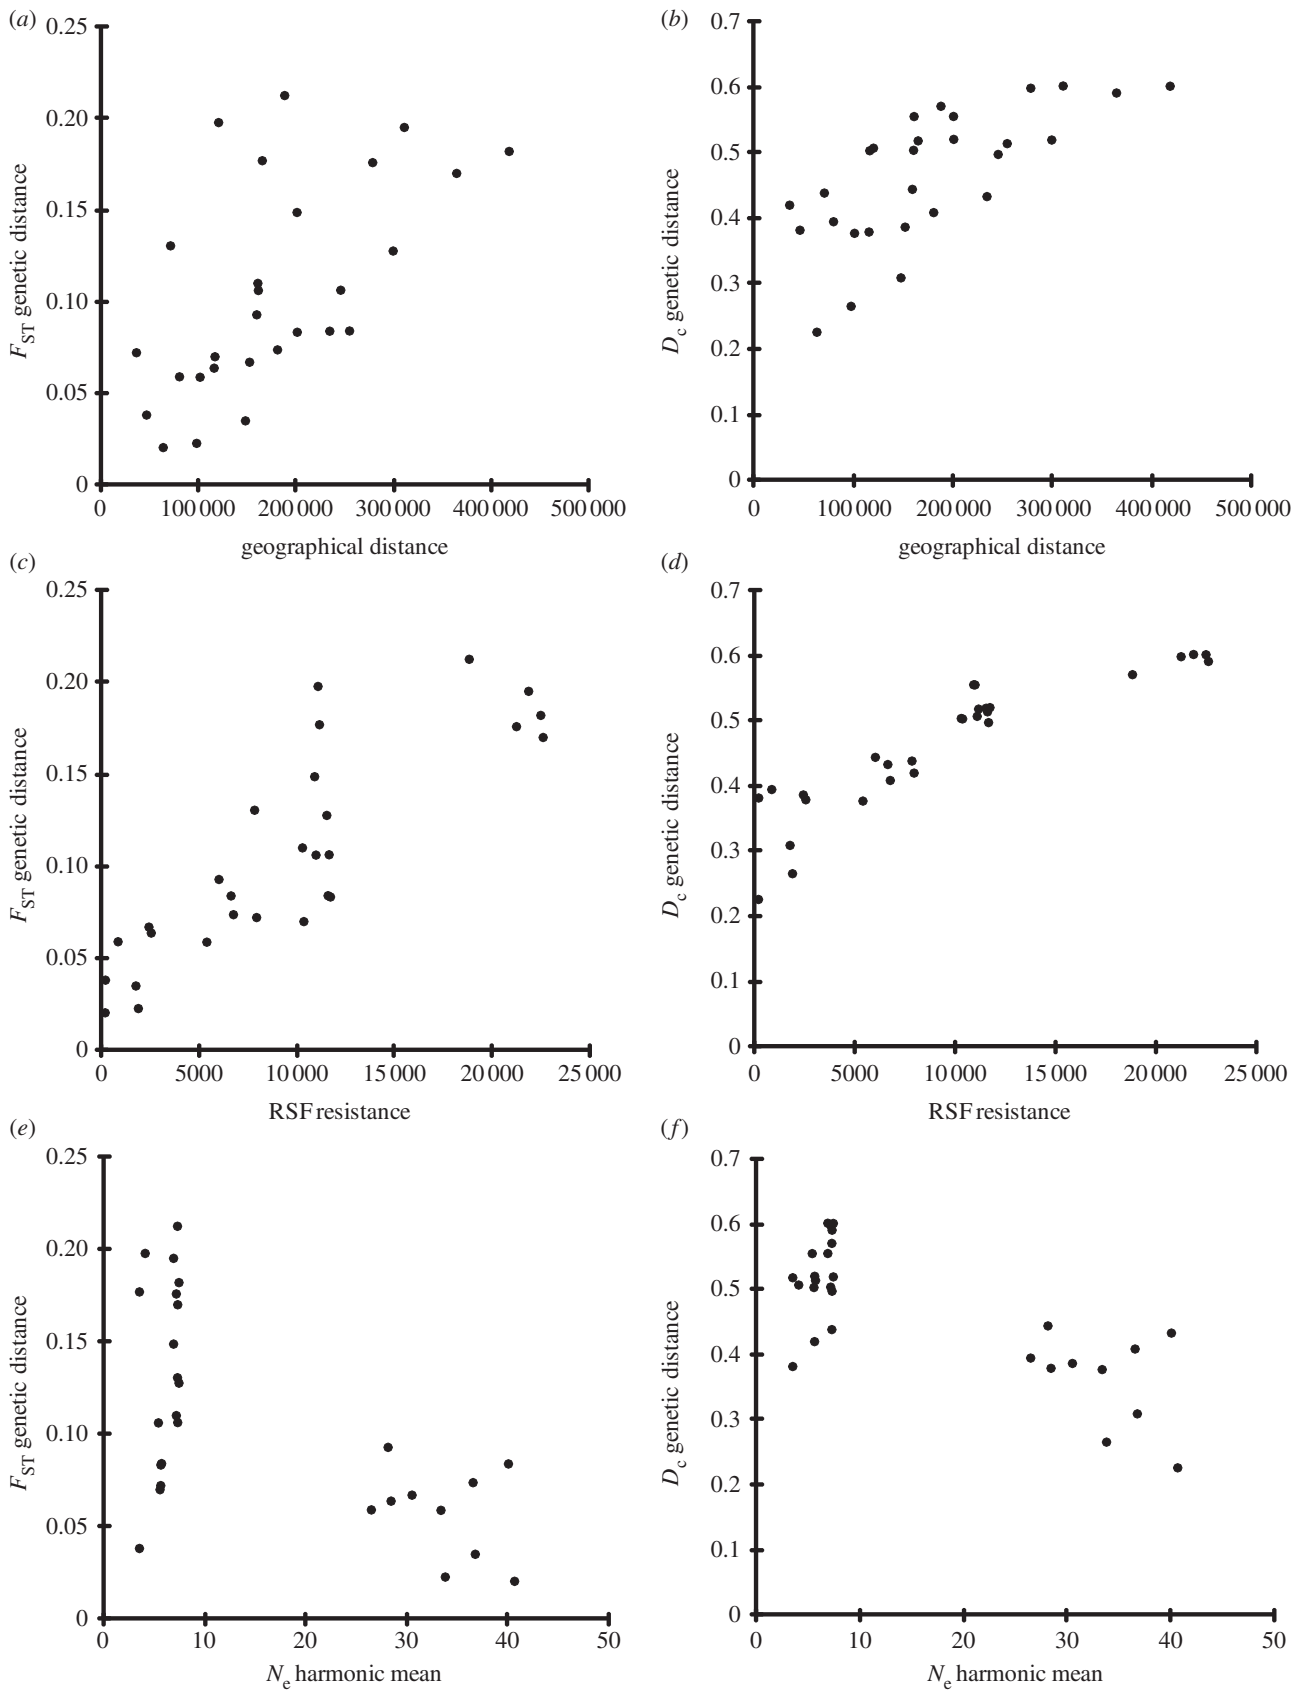 (a)
0.25
0.20
0.15
0.10
0.05
0
F_ST genetic distance
0 100 000 200 000 300 000 400 000 500 000
geographical distance
(b)
0.7
0.6
0.5
0.4
0.3
0.2
0.1
0
D_c genetic distance
0 100 000 200 000 300 000 400 000 500 000
geographical distance
(c)
0.25
0.20
0.15
0.10
0.05
0
F_ST genetic distance
0 5000 10 000 15 000 20 000 25 000
RSF resistance
(d)
0.7
0.6
0.5
0.4
0.3
0.2
0.1
0
D_c genetic distance
0 5000 10 000 15 000 20 000 25 000
RSF resistance
(e)
0.25
0.20
0.15
0.10
0.05
0
F_ST genetic distance
0 10 20 30 40 50
N_e harmonic mean
(f)
0.7
0.6
0.5
0.4
0.3
0.2
0.1
0
D_c genetic distance
0 10 20 30 40 50
N_e harmonic mean